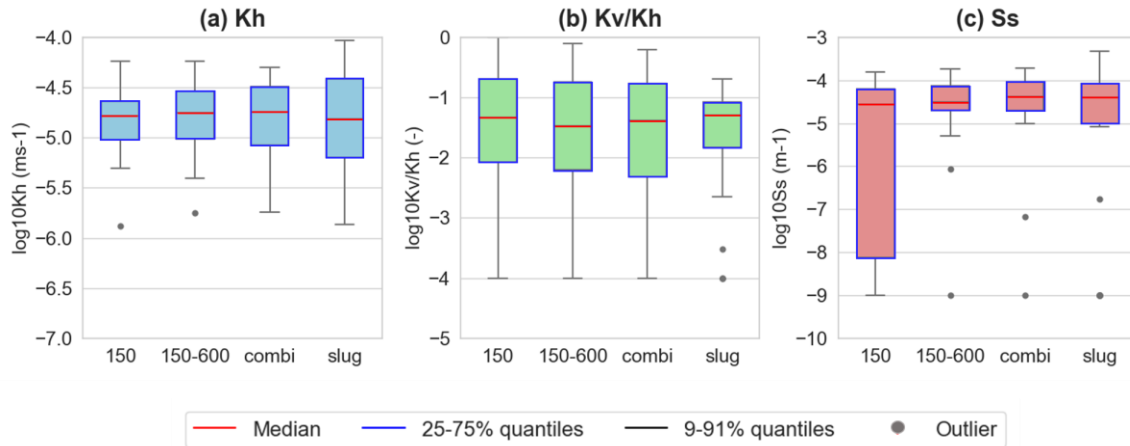 (a) Kh
(b) Kv/Kh
(c) Ss
log10Kh (ms-1)
−4.0
−4.5
−5.0
−5.5
−6.0
−6.5
−7.0
150 150-600 combi slug
log10Kv/Kh (-)
0
−1
−2
−3
−4
−5
150 150-600 combi slug
log10Ss (m-1)
−3
−4
−5
−6
−7
−8
−9
−10
150 150-600 combi slug
Median 25-75% quantiles 9-91% quantiles Outlier